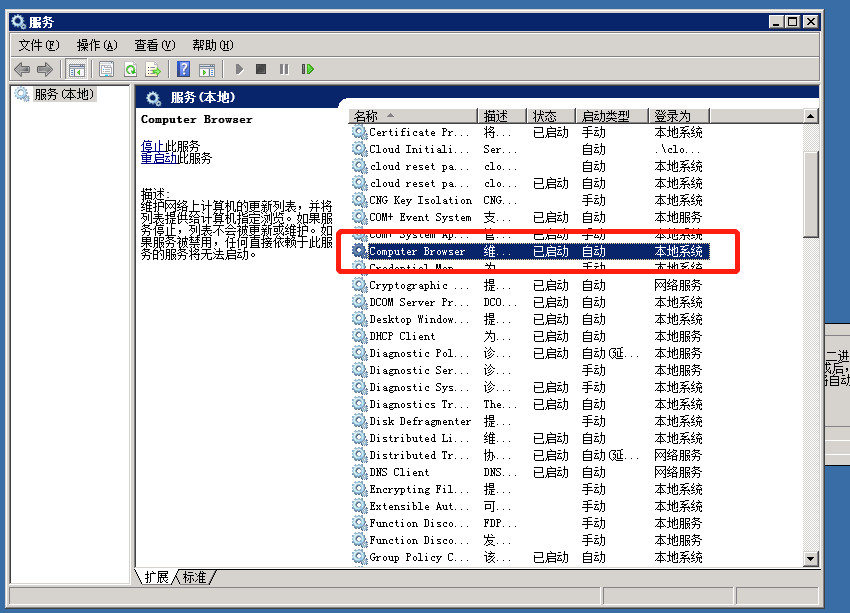 服务
文件(F) 操作(A) 查看(V) 帮助(H)
服务(本地)
服务(本地)
Computer Browser
停止此服务
重启动此服务
描述:
维护网络上计算机的更新列表，并将
列表提供给计算机指定浏览。如果服
务停止，列表不会被更新或维护。如
果服务被禁用，任何直接依赖于此服
务的服务将无法启动。
名称 描述 状态 启动类型 登录为
Certificate Pr... 将... 已启动 手动 本地系统
Cloud Initiali... Ser... 自动 .\clo...
cloud reset pa... clo... 自动 本地系统
cloud reset pa... clo... 已启动 自动 本地系统
CNG Key Isolation CNG... 手动 本地系统
COM+ Event System 支... 已启动 自动 本地服务
COM+ System Ap... 管... 已启动 手动 本地系统
Computer Browser 维... 已启动 自动 本地系统
Credential Man... 为... 手动 本地系统
Cryptographic ... 提... 已启动 自动 网络服务
DCOM Server Pr... DCO... 已启动 自动 本地系统
Desktop Window... 提... 已启动 自动 本地系统
DHCP Client 为... 已启动 自动 本地服务
Diagnostic Pol... 诊... 已启动 自动(延... 本地服务
Diagnostic Ser... 诊... 手动 本地服务
Diagnostic Sys... 诊... 已启动 手动 本地系统
Diagnostics Tr... The... 已启动 自动 本地系统
Disk Defragmenter 提... 手动 本地系统
Distributed Li... 维... 已启动 自动 本地系统
Distributed Tr... 协... 已启动 自动(延... 网络服务
DNS Client DNS... 已启动 自动 网络服务
Encrypting Fil... 提... 手动 本地系统
Extensible Aut... 可... 手动 本地系统
Function Disco... FDP... 手动 本地服务
Function Disco... 发... 手动 本地服务
Group Policy C... 该... 已启动 自动 本地系统
扩展 标准
二进
成后，
将自动